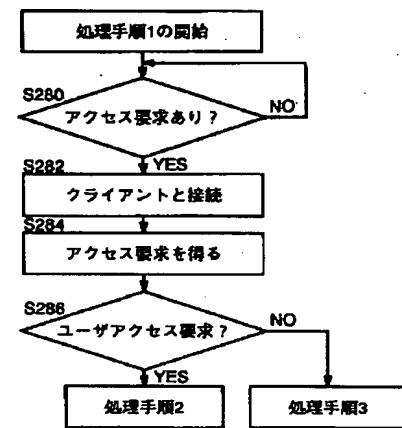 処理手順1の開始
S280
アクセス要求あり?
NO
YES
S282
クライアントと接続
S284
アクセス要求を得る
S286
ユーザアクセス要求?
NO
YES
処理手順2
処理手順3